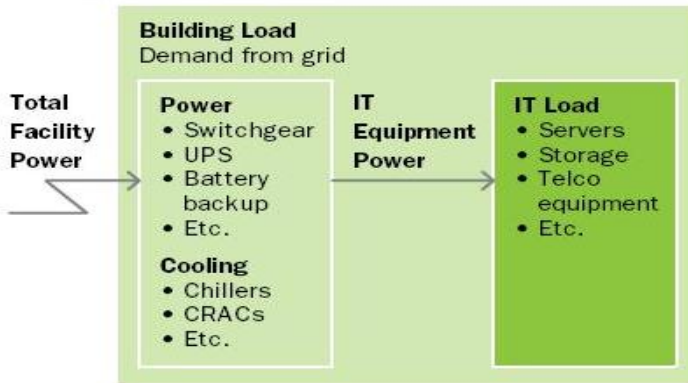 Building Load
Demand from grid
Total
Facility
Power
Power
• Switchgear
• UPS
• Battery
backup
• Etc.
Cooling
• Chillers
• CRACs
• Etc.
IT
Equipment
Power
IT Load
• Servers
• Storage
• Telco
equipment
• Etc.